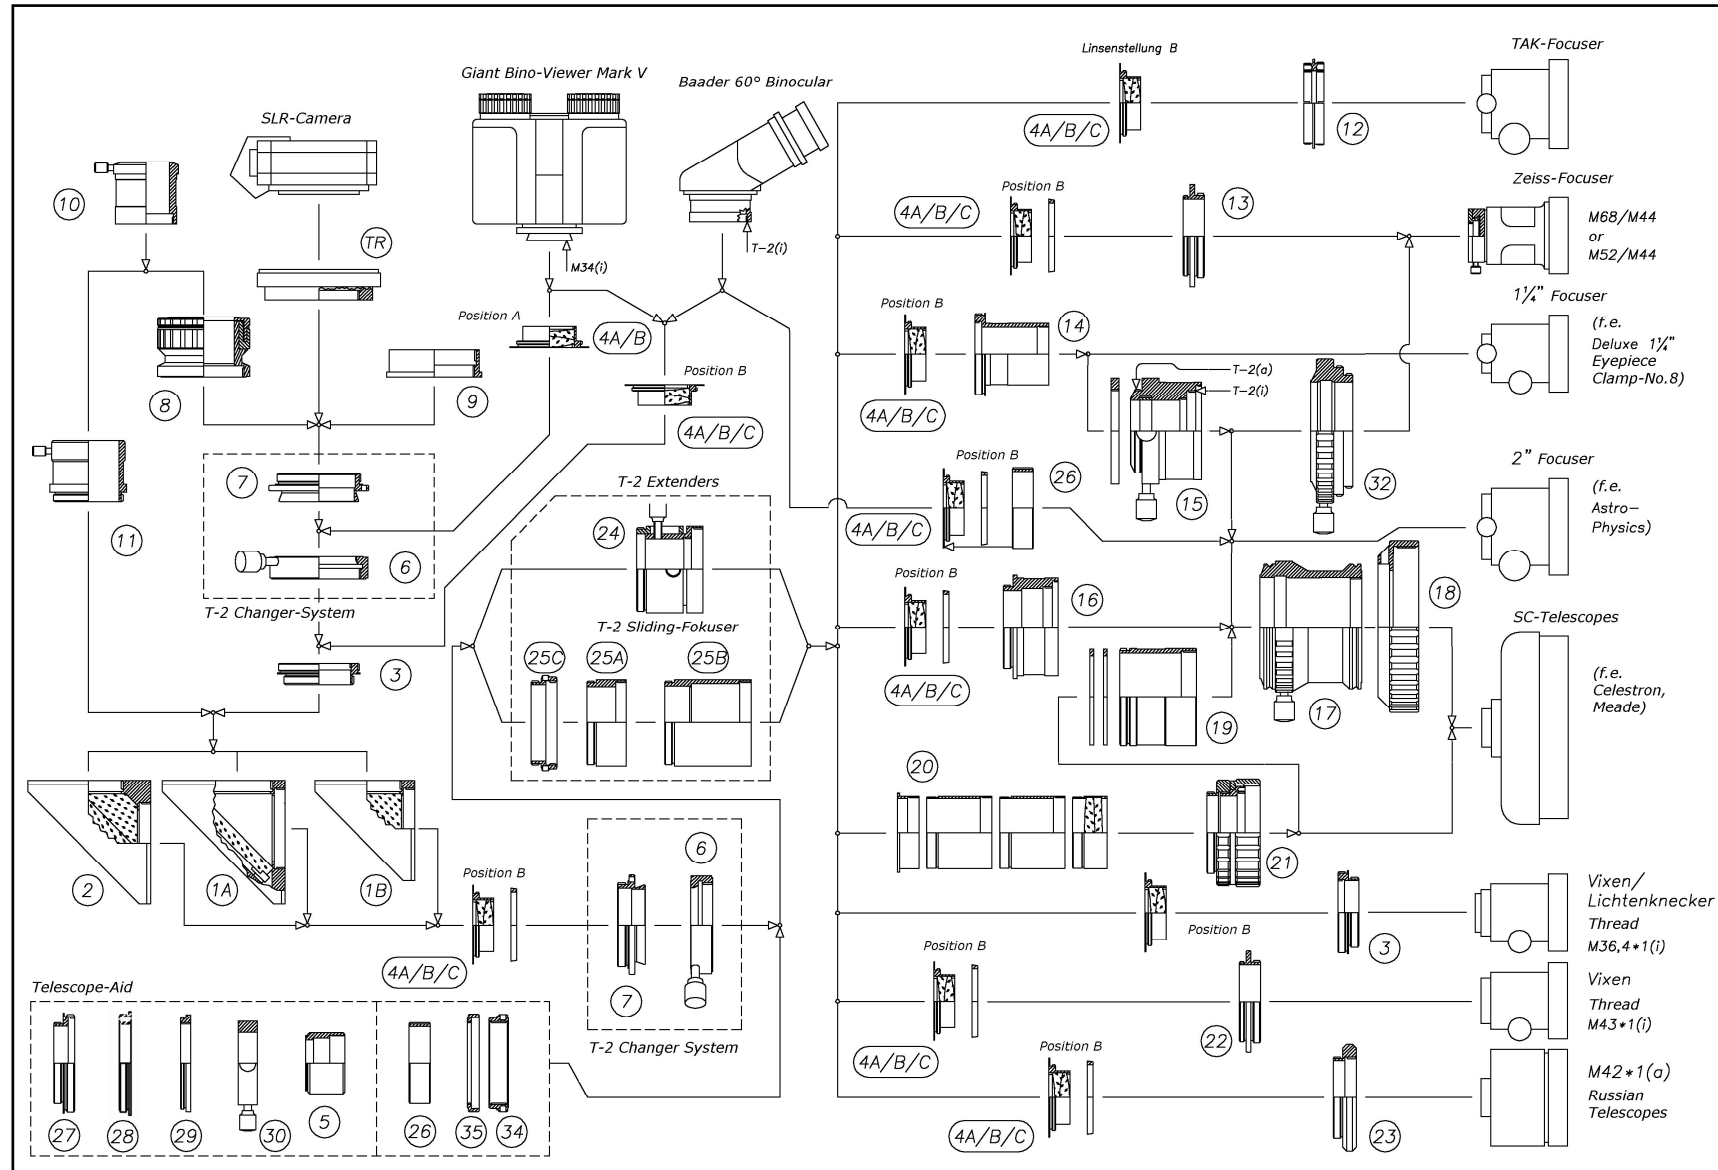 Giant Bino-Viewer Mark V
Baader 60° Binocular
SLR-Camera
10
TR
M34(i)
T-2(i)
Position A
4A/B
Position B
4A/B/C
8
9
7
11
6
T-2 Changer-System
3
T-2 Extenders
24
T-2 Sliding-Fokuser
25C
25A
25B
2
1A
1B
Position B
4A/B/C
6
7
T-2 Changer System
Telescope-Aid
27
28
29
30
5
26
35
34
Linsenstellung B
4A/B/C
12
TAK-Focuser
Position B
4A/B/C
13
Zeiss-Focuser
M68/M44
or
M52/M44
Position B
4A/B/C
14
1¼" Focuser
(f.e.
Deluxe 1¼"
Eyepiece
Clamp-No.8)
T-2(a)
T-2(i)
15
32
Position B
4A/B/C
26
2" Focuser
(f.e.
Astro-
Physics)
Position B
4A/B/C
16
17
18
19
SC-Telescopes
(f.e.
Celestron,
Meade)
20
21
Position B
3
Vixen/
Lichtenknecker
Thread
M36,4*1(i)
Position B
4A/B/C
22
Vixen
Thread
M43*1(i)
Position B
4A/B/C
23
M42*1(a)
Russian
Telescopes